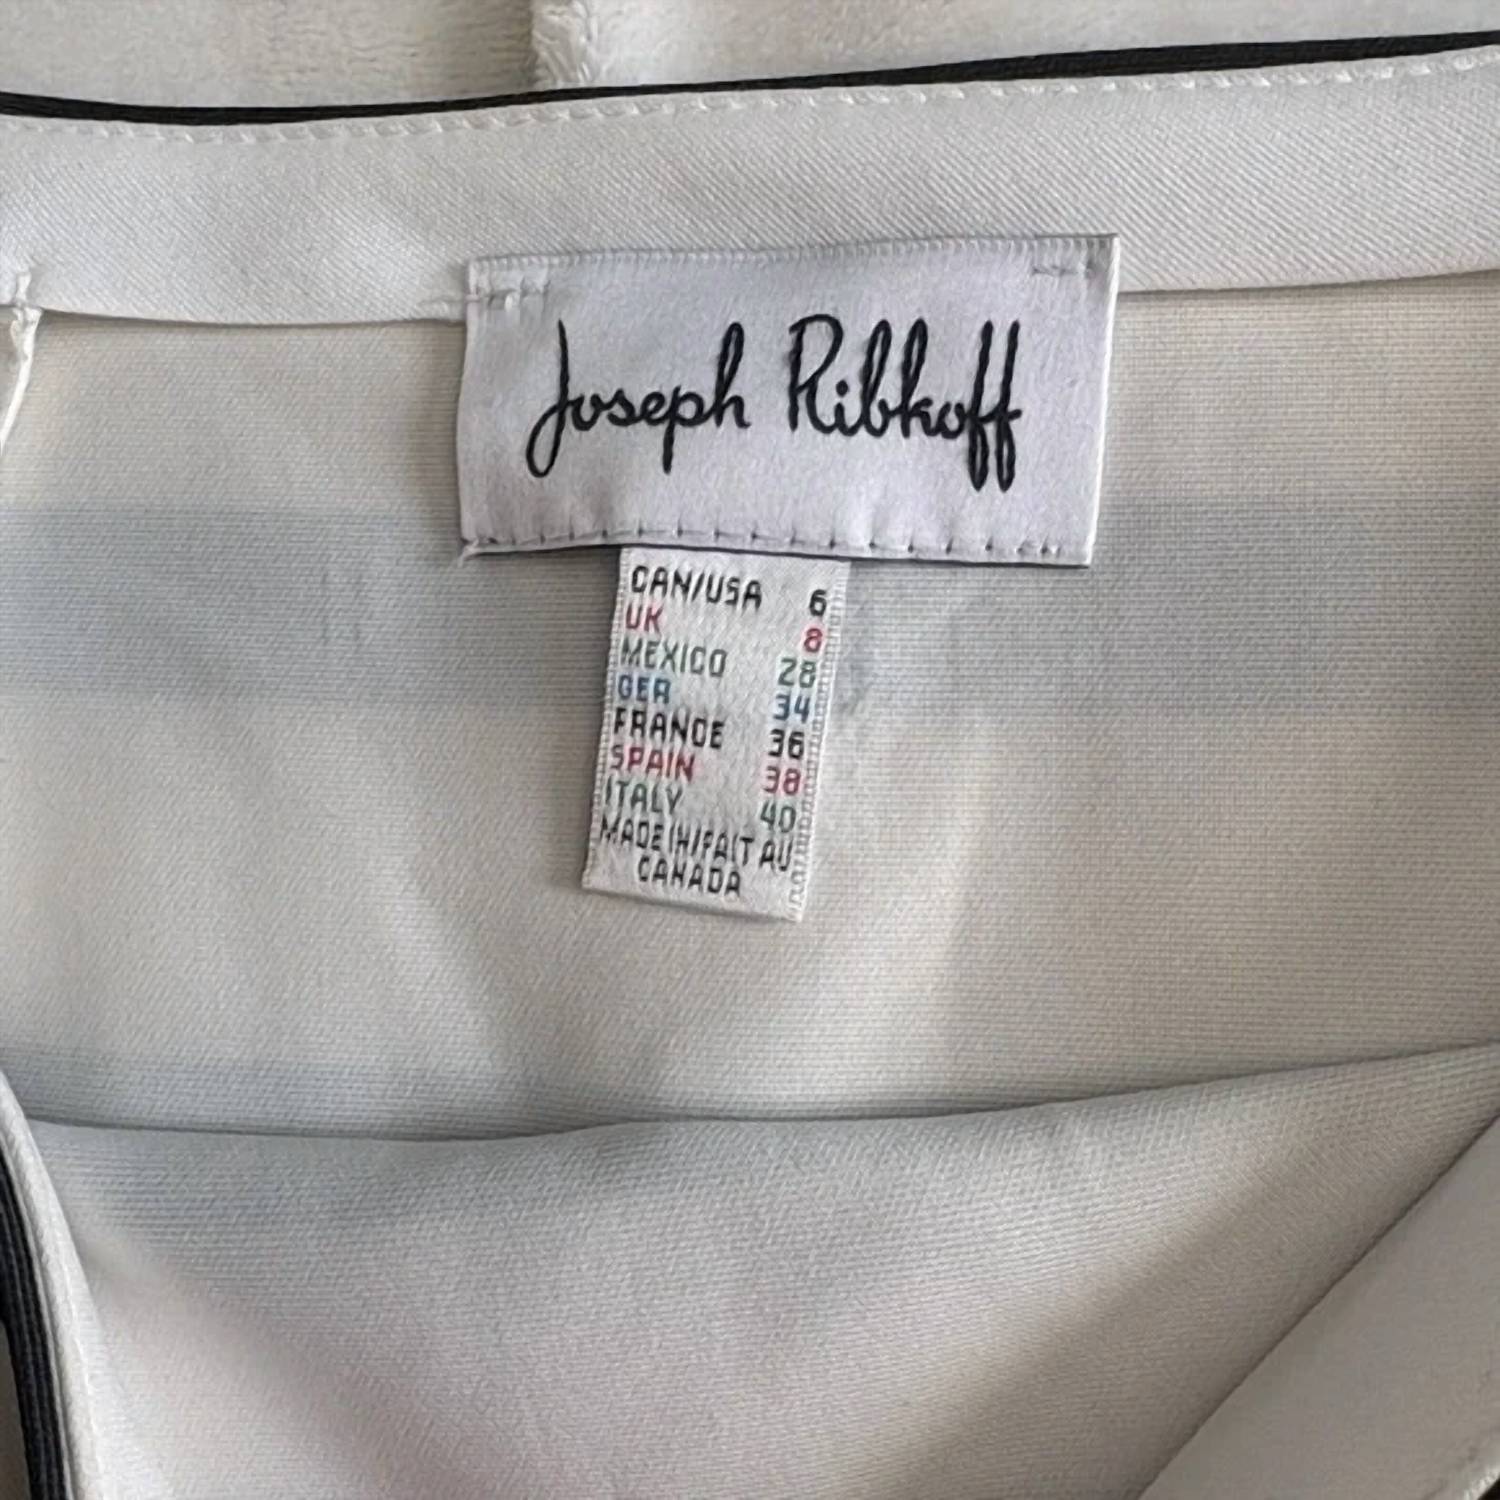 Joseph Ribkoff
CAN/USA 6
UK 8
MEXICO 28
GER 34
FRANCE 36
SPAIN 38
ITALY 40
MADE IN/FAIT AU
CANADA